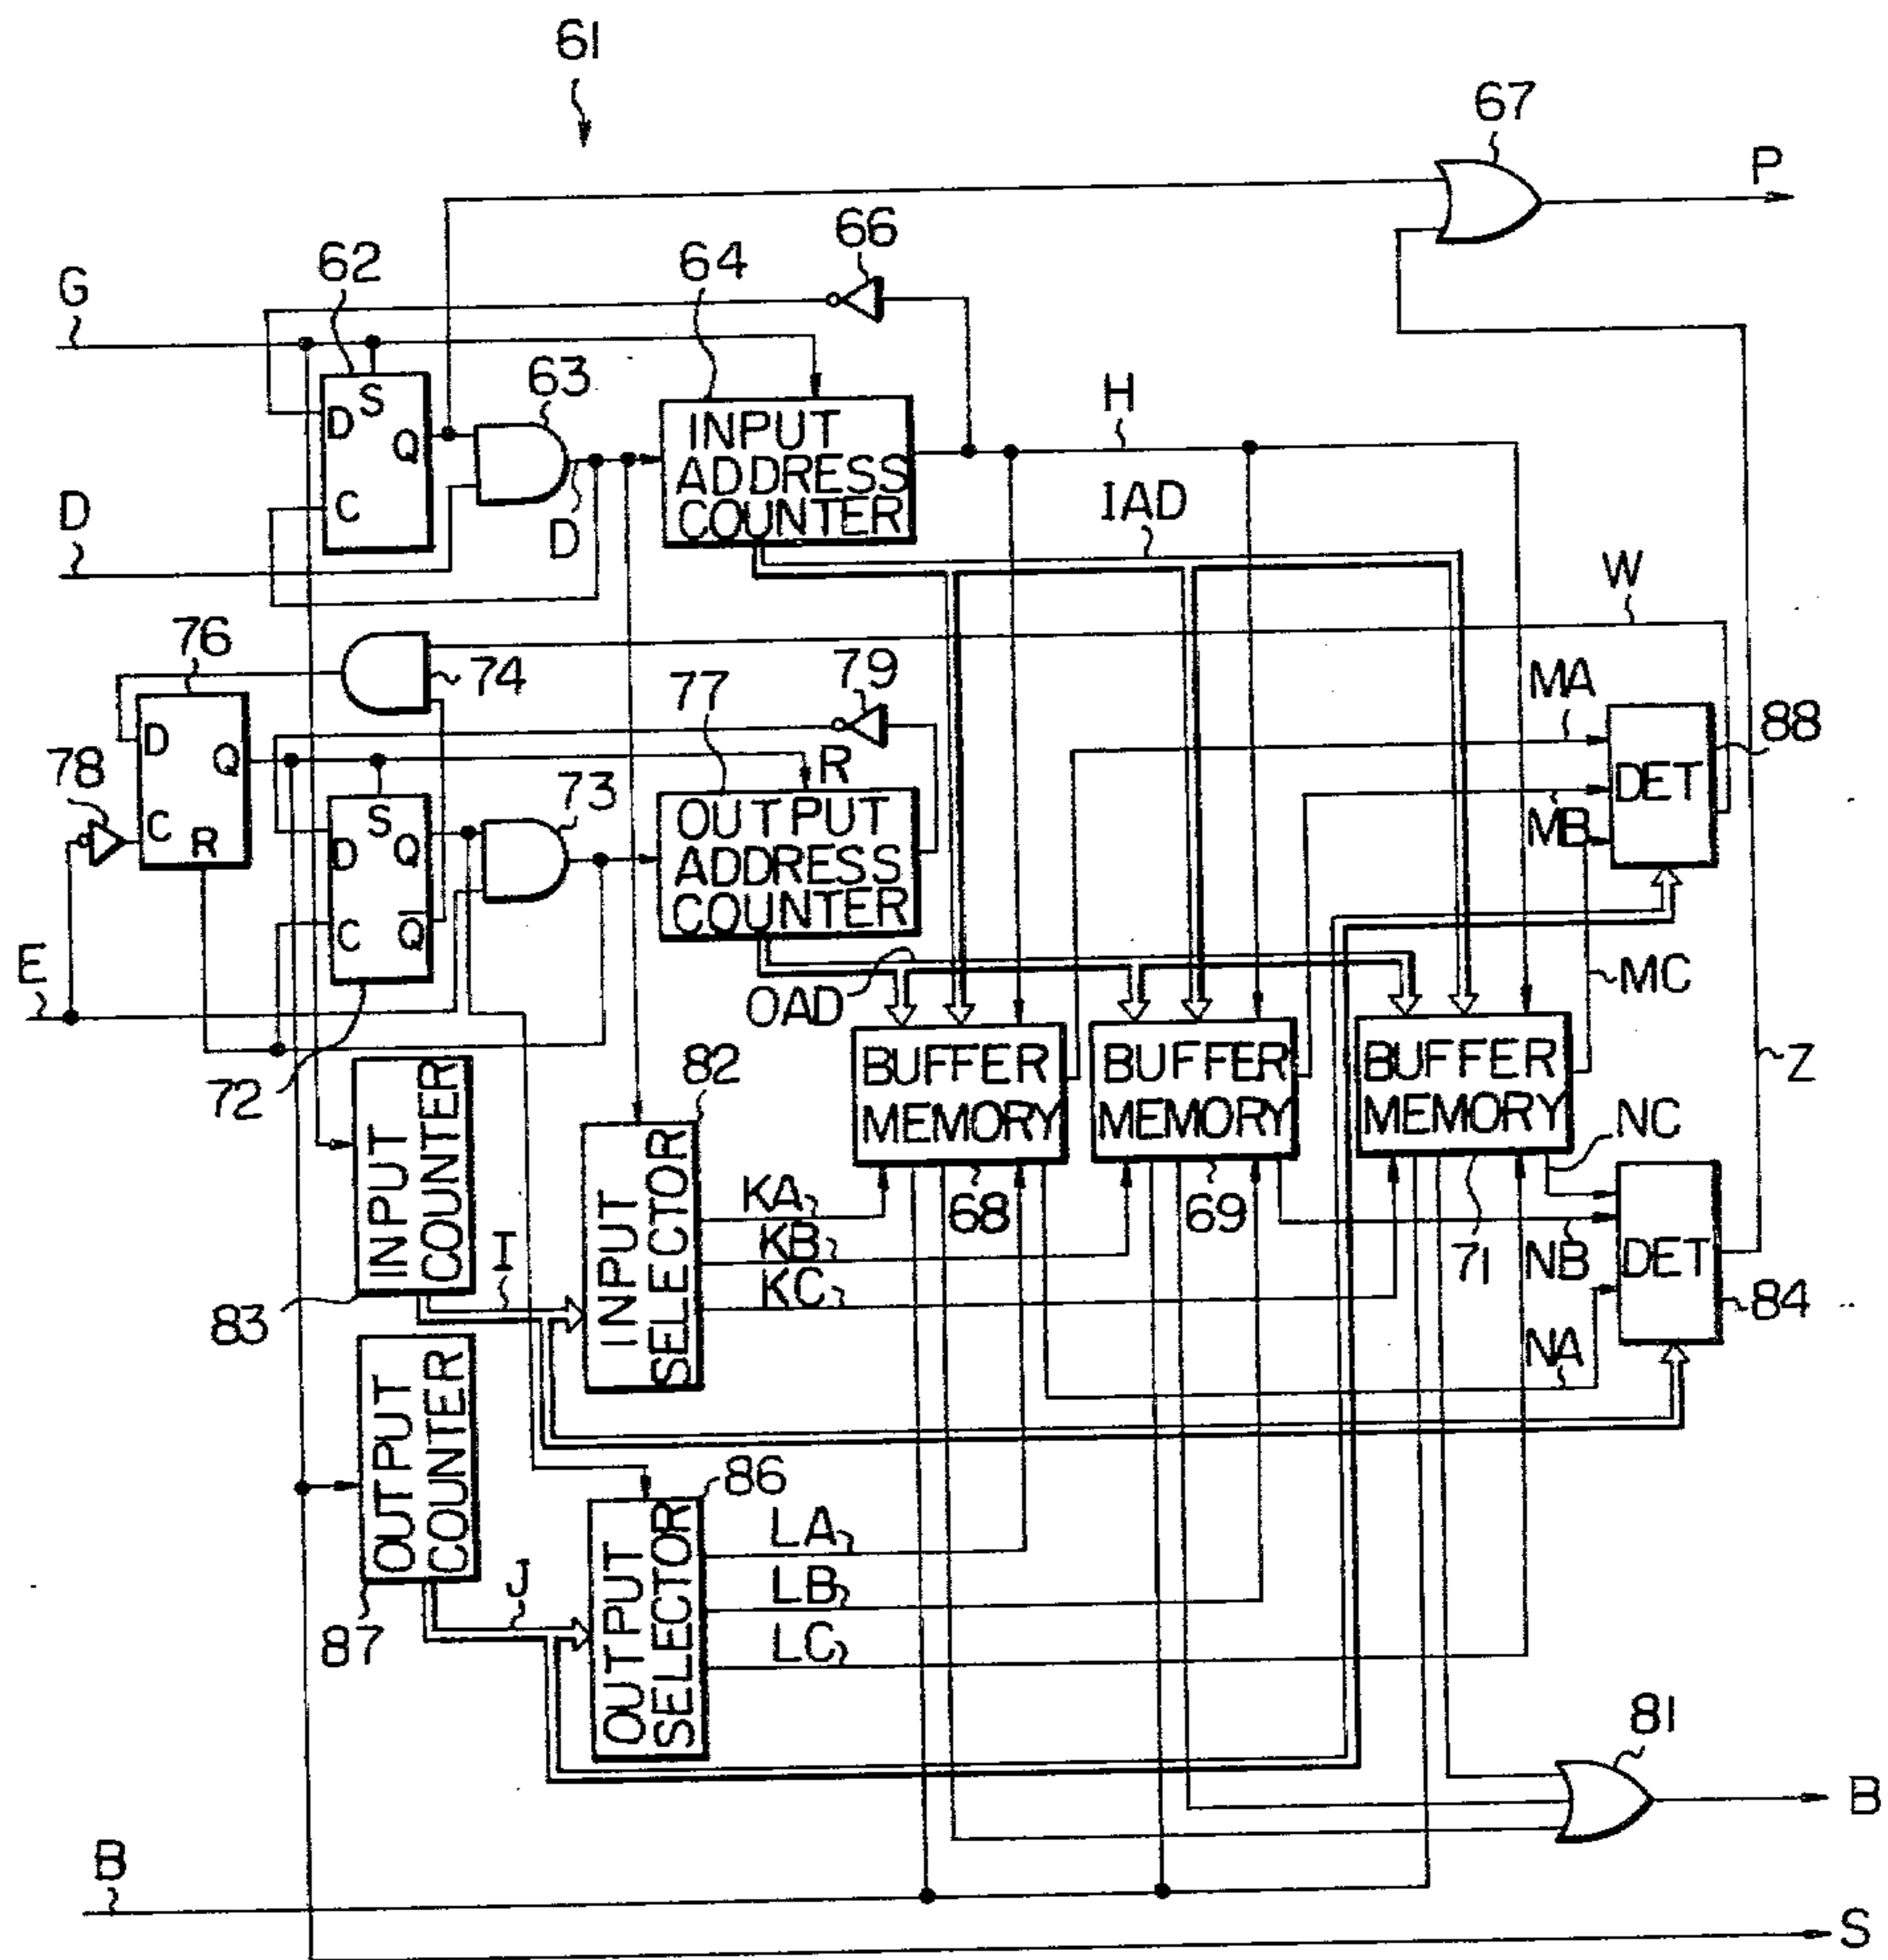 61
67
P
66
64
62
G
S
D
Q
C
63
D
INPUT
ADDRESS
COUNTER
H
IAD
D
W
76
74
79
77
MA
88
D
Q
C
R
78
S
D
Q
C
Q̅
73
R
OUTPUT
ADDRESS
COUNTER
DET
MB
MC
E
OAD
72
82
BUFFER
MEMORY
BUFFER
MEMORY
BUFFER
MEMORY
Z
NC
INPUT
COUNTER
INPUT
SELECTOR
KA
KB
KC
68
69
71
NB
DET
84
NA
I
83
OUTPUT
COUNTER
86
OUTPUT
SELECTOR
LA
LB
LC
J
87
81
B
B
S